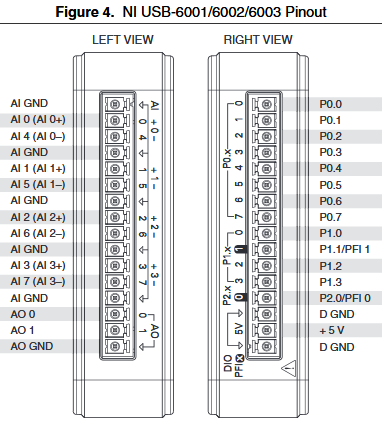 Figure 4. NI USB-6001/6002/6003 Pinout
LEFT VIEW
AI GND
AI 0 (AI 0+)
AI 4 (AI 0–)
AI GND
AI 1 (AI 1+)
AI 5 (AI 1–)
AI GND
AI 2 (AI 2+)
AI 6 (AI 2–)
AI GND
AI 3 (AI 3+)
AI 7 (AI 3–)
AI GND
AO 0
AO 1
AO GND
AI
0 4 1 5 2 6 3 7 0 1
+ 0 – + 1 – + 2 – + 3 –
AO
RIGHT VIEW
P0.x
0 1 2 3 4 5 6 7
P1.x
0 1 2 3
P2.x
0
5V
DIO
PFI X
P0.0
P0.1
P0.2
P0.3
P0.4
P0.5
P0.6
P0.7
P1.0
P1.1/PFI 1
P1.2
P1.3
P2.0/PFI 0
D GND
+ 5 V
D GND